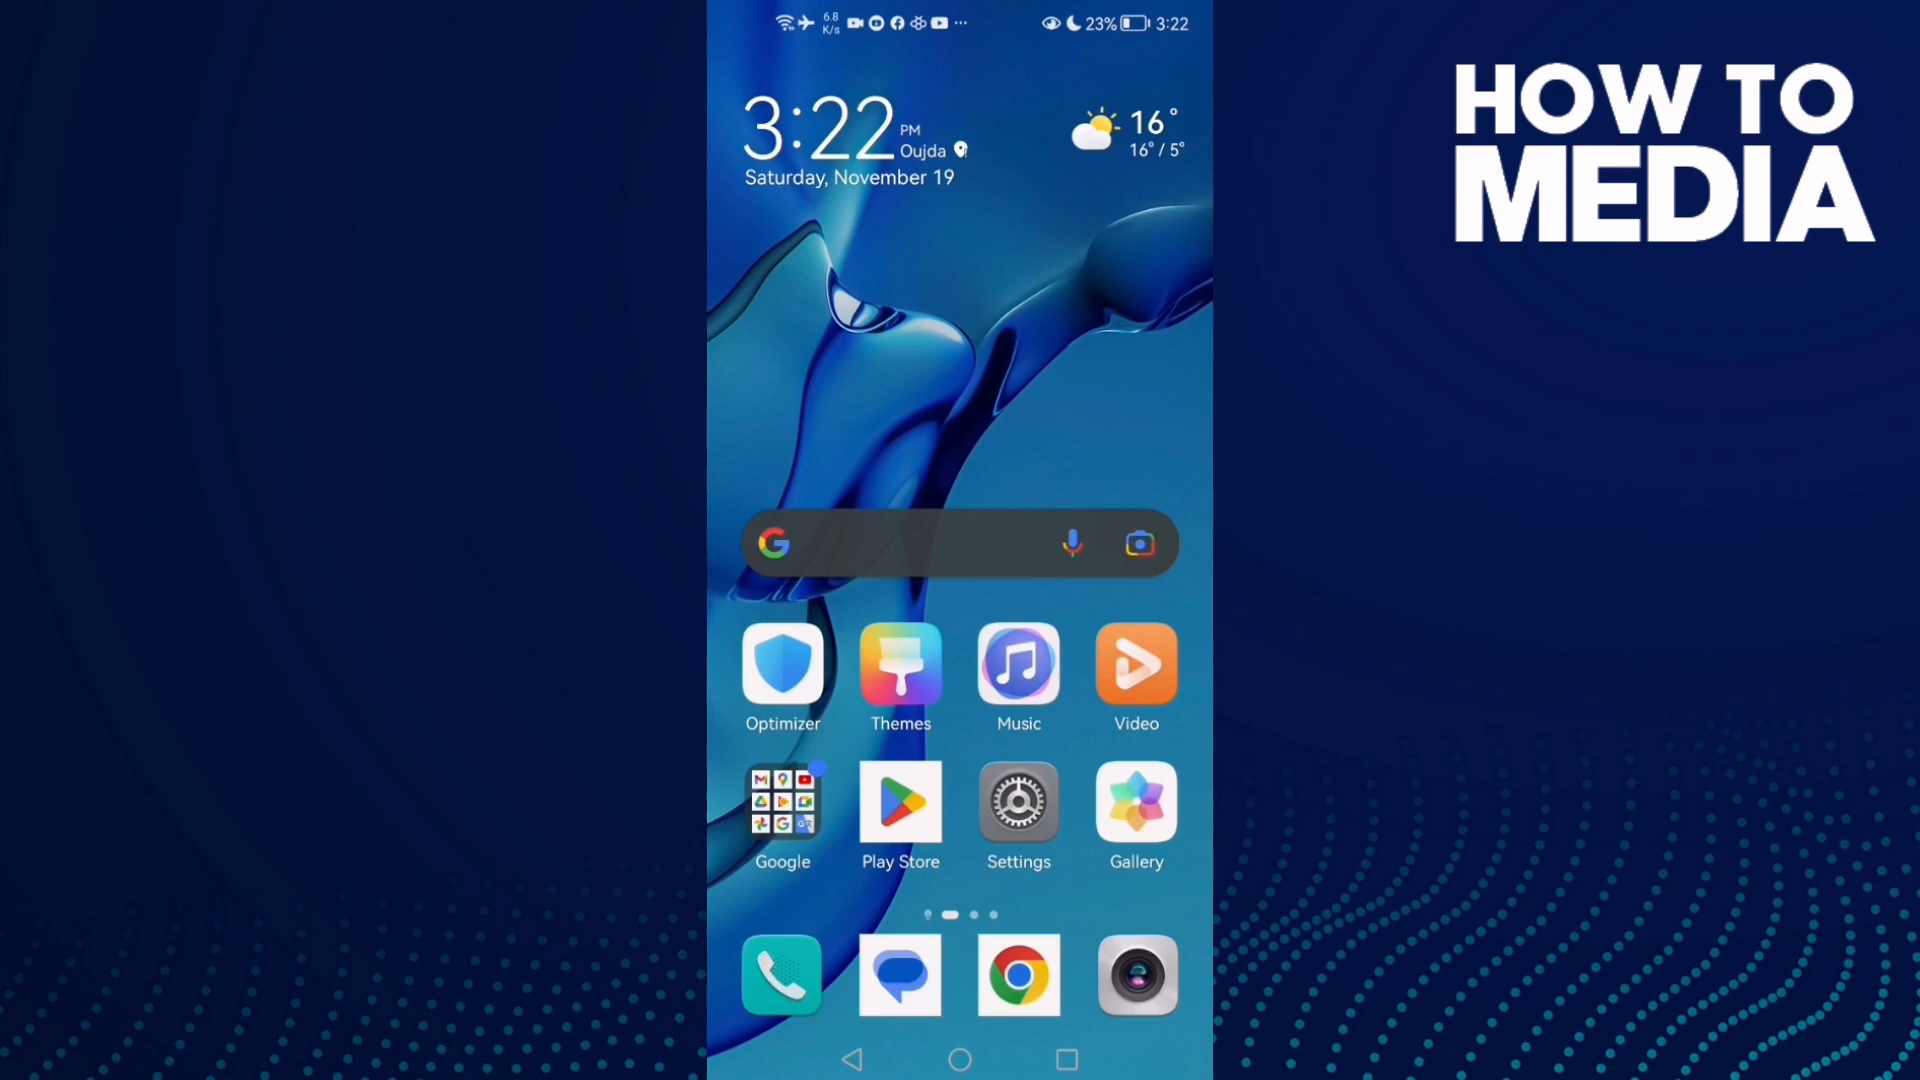 6.8
K/s
23%
3:22
HOW TO
MEDIA
3:22 PM
Oujda
16°
16° / 5°
Saturday, November 19
Optimizer
Themes
Music
Video
Google
Play Store
Settings
Gallery